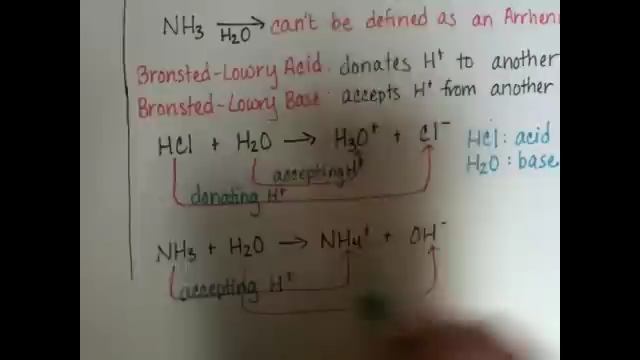 NH₃ →H₂O can't be defined as an Arrhen
Bronsted-Lowry Acid: donates H⁺ to another
Bronsted-Lowry Base: accepts H⁺ from another
HCl + H₂O → H₃O⁺ + Cl⁻ HCl: acid
accepting H⁺ H₂O: base
donating H⁺
NH₃ + H₂O → NH₄⁺ + OH⁻
accepting H⁺